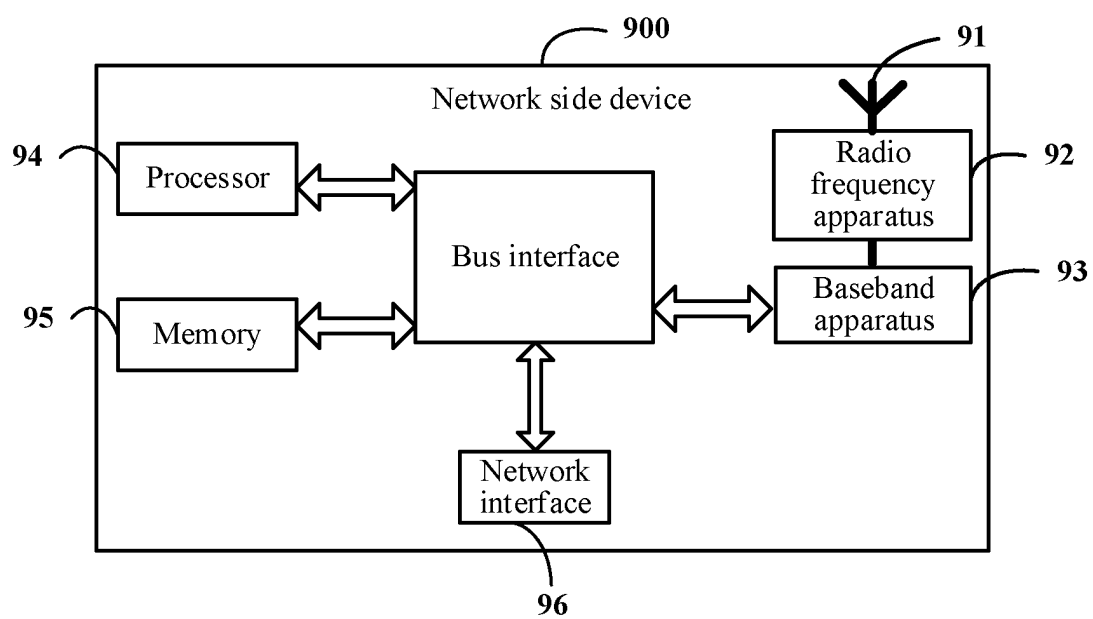 900
91
Network side device
94
Processor
Radio
frequency
apparatus
92
Bus interface
93
Baseband
apparatus
95
Memory
Network
interface
96